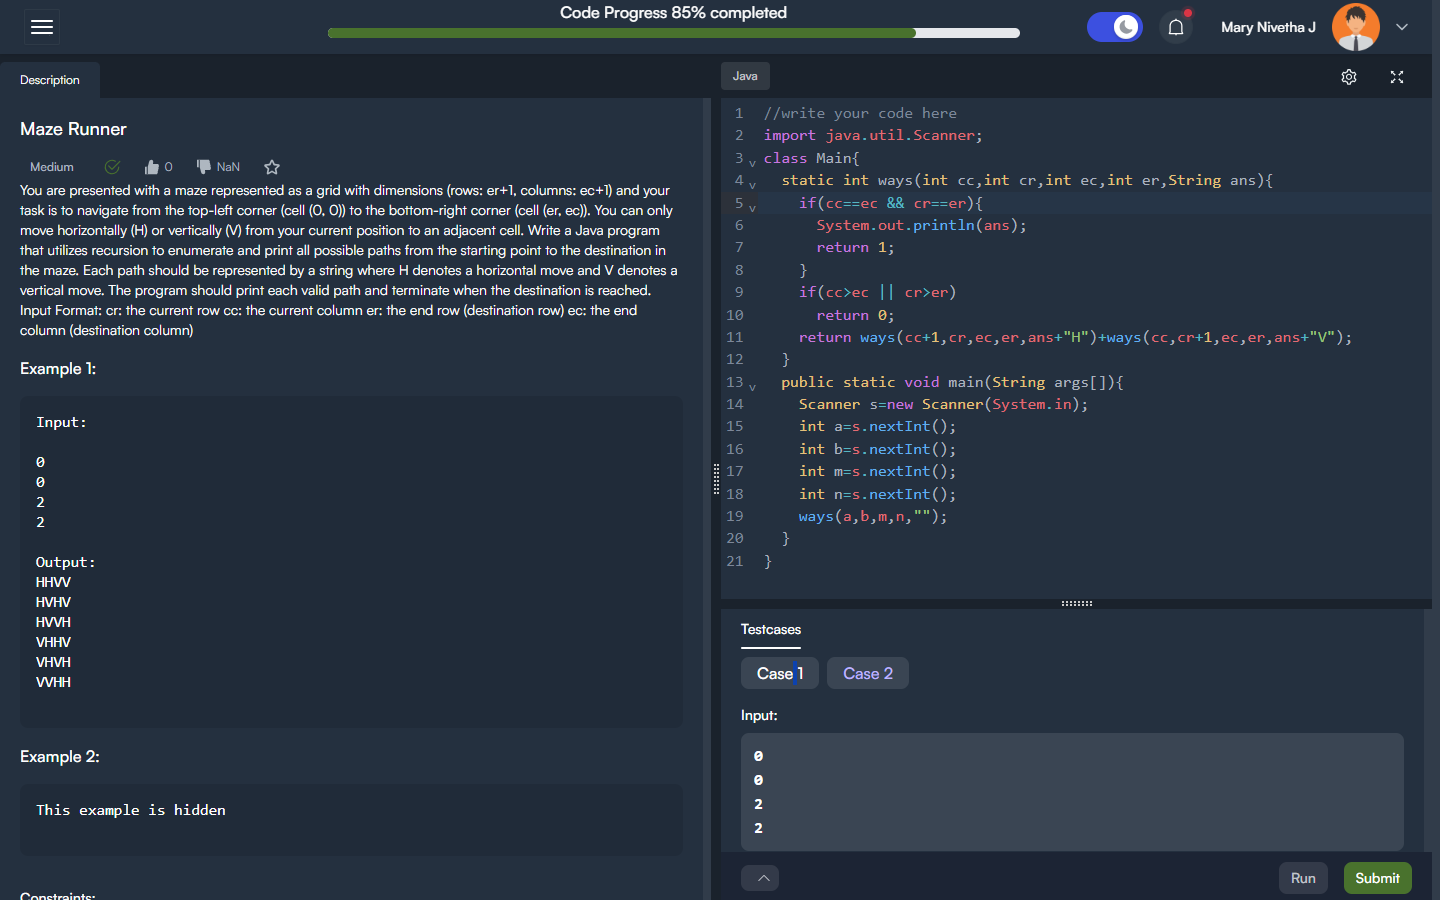 Code Progress 85% completed
Mary Nivetha J
Description
Maze Runner
Medium
0
NaN
You are presented with a maze represented as a grid with dimensions (rows: er+1, columns: ec+1) and your
task is to navigate from the top-left corner (cell (0, 0)) to the bottom-right corner (cell (er, ec)). You can only
move horizontally (H) or vertically (V) from your current position to an adjacent cell. Write a Java program
that utilizes recursion to enumerate and print all possible paths from the starting point to the destination in
the maze. Each path should be represented by a string where H denotes a horizontal move and V denotes a
vertical move. The program should print each valid path and terminate when the destination is reached.
Input Format: cr: the current row cc: the current column er: the end row (destination row) ec: the end
column (destination column)
Example 1:
Input:
0
0
2
2
Output:
HHVV
HVHV
HVVH
VHHV
VHVH
VVHH
Example 2:
This example is hidden
Constraints:
Java
1 //write your code here
2 import java.util.Scanner;
3 class Main{
4 static int ways(int cc,int cr,int ec,int er,String ans){
5 if(cc==ec && cr==er){
6 System.out.println(ans);
7 return 1;
8 }
9 if(cc>ec || cr>er)
10 return 0;
11 return ways(cc+1,cr,ec,er,ans+"H")+ways(cc,cr+1,ec,er,ans+"V");
12 }
13 public static void main(String args[]){
14 Scanner s=new Scanner(System.in);
15 int a=s.nextInt();
16 int b=s.nextInt();
17 int m=s.nextInt();
18 int n=s.nextInt();
19 ways(a,b,m,n,"");
20 }
21 }
Testcases
Case 1
Case 2
Input:
0
0
2
2
Run
Submit